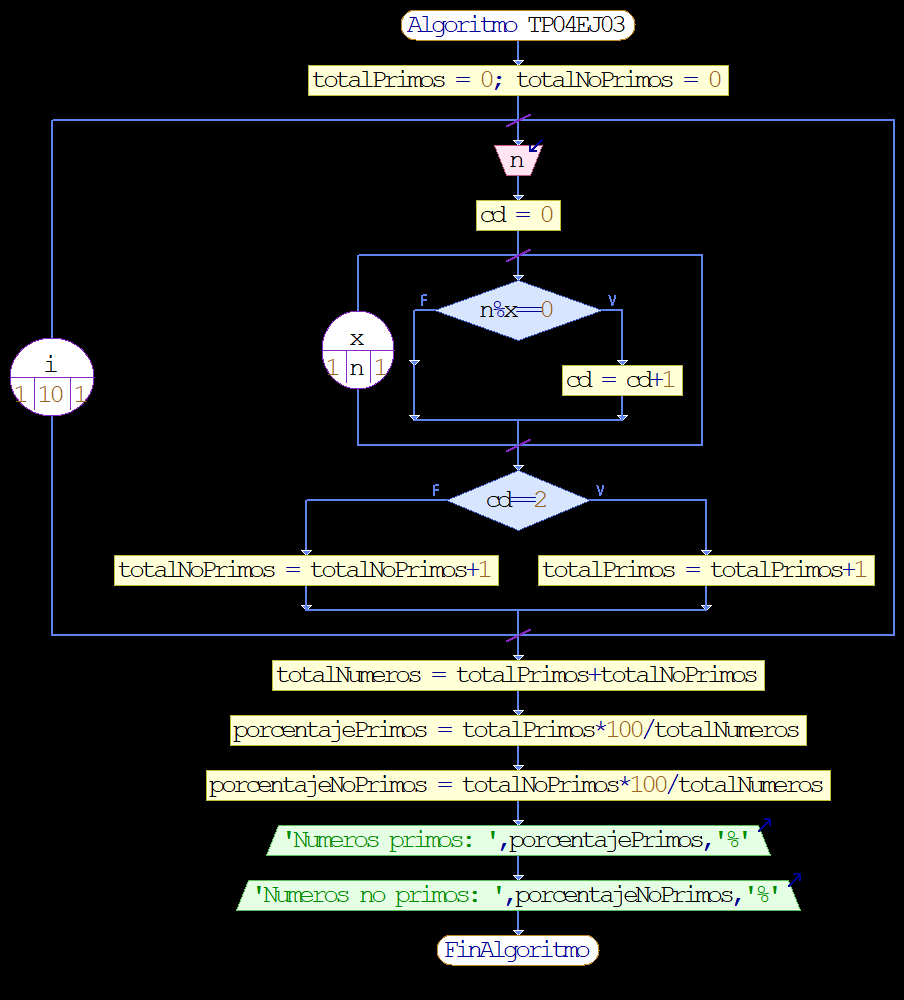 Algoritmo TP04EJ03
totalPrimos = 0; totalNoPrimos = 0
n
cd = 0
F
n%x==0
V
x
1 n 1
cd = cd+1
i
1 10 1
F
cd==2
V
totalNoPrimos = totalNoPrimos+1
totalPrimos = totalPrimos+1
totalNumeros = totalPrimos+totalNoPrimos
porcentajePrimos = totalPrimos*100/totalNumeros
porcentajeNoPrimos = totalNoPrimos*100/totalNumeros
'Numeros primos: ',porcentajePrimos,'%'
'Numeros no primos: ',porcentajeNoPrimos,'%'
FinAlgoritmo